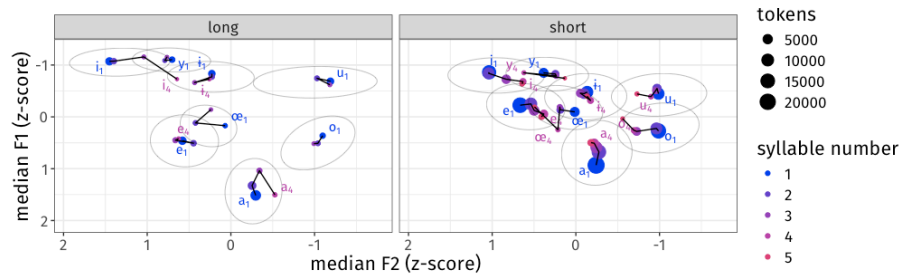 long
short
tokens
5000
10000
15000
20000
syllable number
1
2
3
4
5
median F1 (z-score)
-1
0
1
2
i₁
y₁
i₄
ɨ₁
ɨ₄
u₁
œ₁
e₄
e₁
o₁
a₁
a₄
2
1
0
-1
i₁
y₄
y₁
i₄
ɨ₁
ɨ₄
u₁
u₄
e₁
e₄
œ₁
œ₄
o₄
o₁
a₄
a₁
2
1
0
-1
median F2 (z-score)